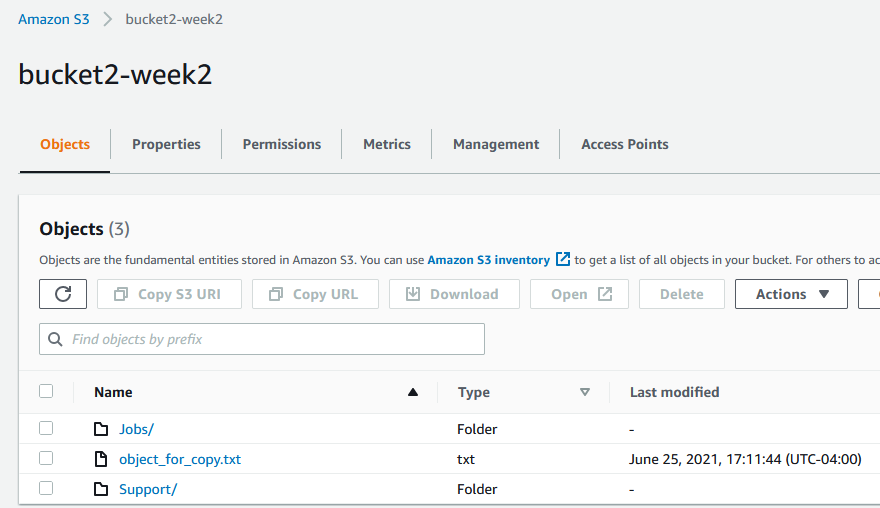 Amazon S3 > bucket2-week2
bucket2-week2
Objects Properties Permissions Metrics Management Access Points
Objects (3)
Objects are the fundamental entities stored in Amazon S3. You can use Amazon S3 inventory to get a list of all objects in your bucket. For others to ac
Copy S3 URI Copy URL Download Open Delete Actions
Find objects by prefix
Name Type Last modified
Jobs/ Folder -
object_for_copy.txt txt June 25, 2021, 17:11:44 (UTC-04:00)
Support/ Folder -